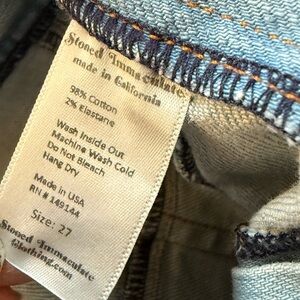 Stoned Immaculate
made in California
98% Cotton
2% Elastane
Wash Inside Out
Machine Wash Cold
Do Not Bleach
Hang Dry
Made in USA
RN # 149144
Size: 27
Stoned Immaculate
Clothing.com